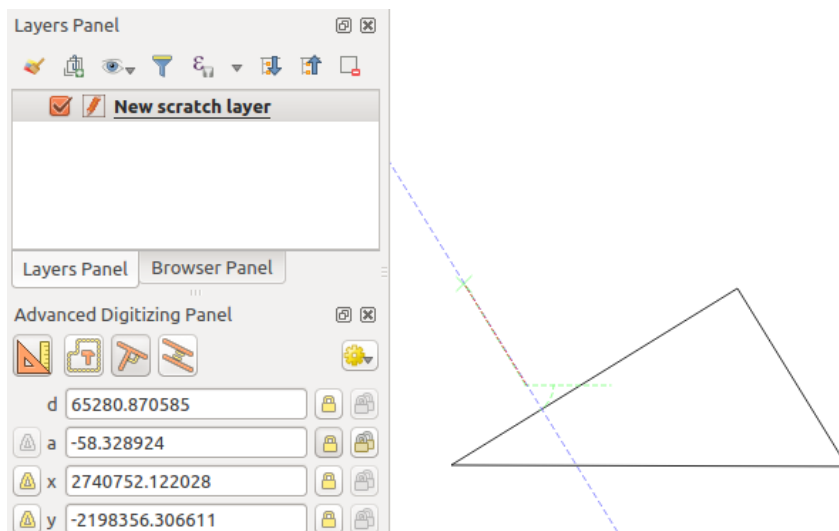 Layers Panel
New scratch layer
Layers Panel Browser Panel
Advanced Digitizing Panel
d 65280.870585
a -58.328924
x 2740752.122028
y -2198356.306611